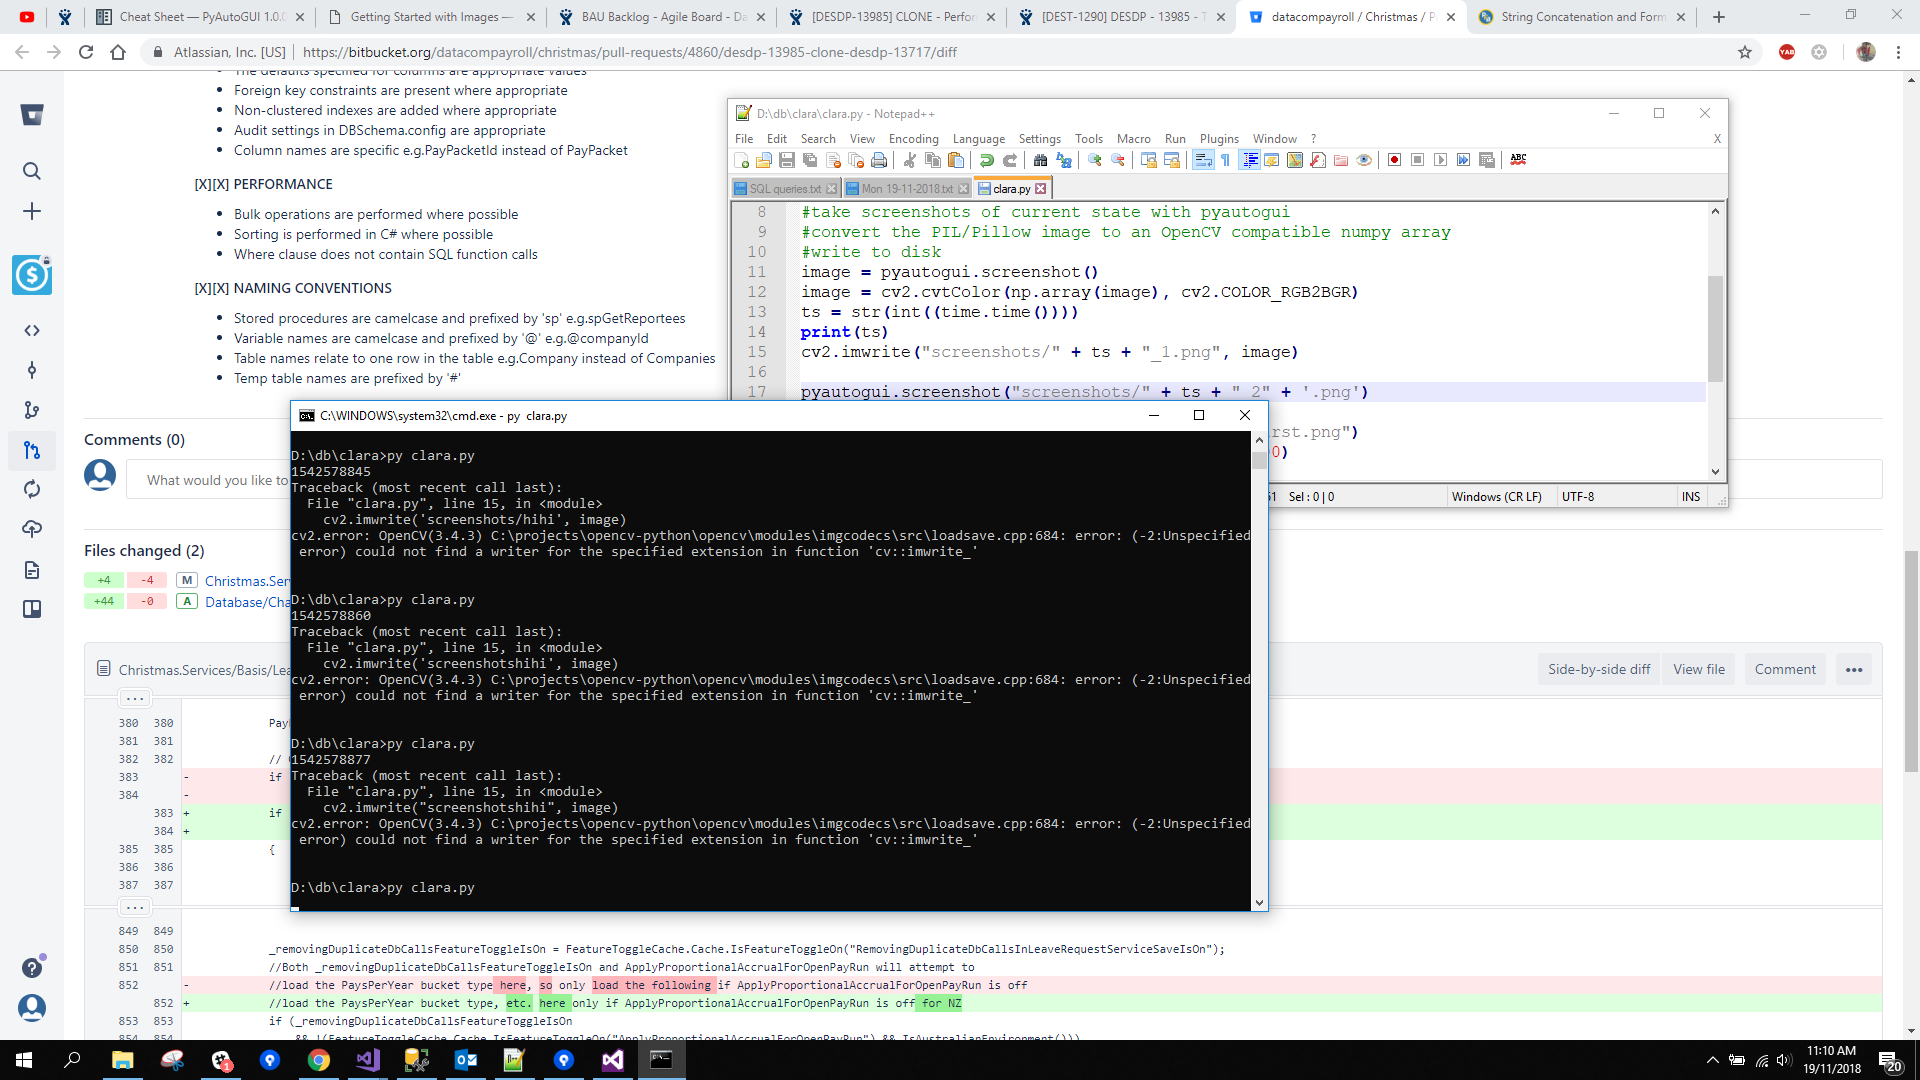 Cheat Sheet — PyAutoGUI 1.0.0
Getting Started with Images —
BAU Backlog - Agile Board - Da
[DESDP-13985] CLONE - Perfor
[DEST-1290] DESDP - 13985 - T
datacompayroll / Christmas / P
String Concatenation and Form
Atlassian, Inc. [US] | https://bitbucket.org/datacompayroll/christmas/pull-requests/4860/desdp-13985-clone-desdp-13717/diff
The defaults specified for columns are appropriate values
Foreign key constraints are present where appropriate
Non-clustered indexes are added where appropriate
Audit settings in DBSchema.config are appropriate
Column names are specific e.g.PayPacketId instead of PayPacket
[X][X] PERFORMANCE
Bulk operations are performed where possible
Sorting is performed in C# where possible
Where clause does not contain SQL function calls
[X][X] NAMING CONVENTIONS
Stored procedures are camelcase and prefixed by 'sp' e.g.spGetReportees
Variable names are camelcase and prefixed by '@' e.g.@companyId
Table names relate to one row in the table e.g.Company instead of Companies
Temp table names are prefixed by '#'
Comments (0)
What would you like to
Files changed (2)
+4 -4 M Christmas.Ser
+44 -0 A Database/Cha
D:\db\clara\clara.py - Notepad++
File Edit Search View Encoding Language Settings Tools Macro Run Plugins Window ? X
SQL queries.txt Mon 19-11-2018.txt clara.py
8 #take screenshots of current state with pyautogui
9 #convert the PIL/Pillow image to an OpenCV compatible numpy array
10 #write to disk
11 image = pyautogui.screenshot()
12 image = cv2.cvtColor(np.array(image), cv2.COLOR_RGB2BGR)
13 ts = str(int((time.time())))
14 print(ts)
15 cv2.imwrite("screenshots/" + ts + "_1.png", image)
16
17 pyautogui.screenshot("screenshots/" + ts + "_2" + '.png')
rst.png")
0)
51 Sel : 0 | 0 Windows (CR LF) UTF-8 INS
C:\WINDOWS\system32\cmd.exe - py clara.py
D:\db\clara>py clara.py
1542578845
Traceback (most recent call last):
File "clara.py", line 15, in <module>
cv2.imwrite('screenshots/hihi', image)
cv2.error: OpenCV(3.4.3) C:\projects\opencv-python\opencv\modules\imgcodecs\src\loadsave.cpp:684: error: (-2:Unspecified
error) could not find a writer for the specified extension in function 'cv::imwrite_'
D:\db\clara>py clara.py
1542578860
Traceback (most recent call last):
File "clara.py", line 15, in <module>
cv2.imwrite('screenshotshihi', image)
cv2.error: OpenCV(3.4.3) C:\projects\opencv-python\opencv\modules\imgcodecs\src\loadsave.cpp:684: error: (-2:Unspecified
error) could not find a writer for the specified extension in function 'cv::imwrite_'
D:\db\clara>py clara.py
1542578877
Traceback (most recent call last):
File "clara.py", line 15, in <module>
cv2.imwrite("screenshotshihi", image)
cv2.error: OpenCV(3.4.3) C:\projects\opencv-python\opencv\modules\imgcodecs\src\loadsave.cpp:684: error: (-2:Unspecified
error) could not find a writer for the specified extension in function 'cv::imwrite_'
D:\db\clara>py clara.py
Christmas.Services/Basis/Lea
Side-by-side diff View file Comment
380 380 Pay
381 381
382 382 //
383 - if
384 -
383 + if
384 +
385 385 {
386 386
387 387
849 849
850 850 _removingDuplicateDbCallsFeatureToggleIsOn = FeatureToggleCache.Cache.IsFeatureToggleOn("RemovingDuplicateDbCallsInLeaveRequestServiceSaveIsOn");
851 851 //Both _removingDuplicateDbCallsFeatureToggleIsOn and ApplyProportionalAccrualForOpenPayRun will attempt to
852 - //load the PaysPerYear bucket type here, so only load the following if ApplyProportionalAccrualForOpenPayRun is off
852 + //load the PaysPerYear bucket type, etc. here only if ApplyProportionalAccrualForOpenPayRun is off for NZ
853 853 if (_removingDuplicateDbCallsFeatureToggleIsOn
854 854 && !(FeatureToggleCache.Cache.IsFeatureToggleOn("ApplyProportionalAccrualForOpenPayRun") && IsAustralianEnvironment()))
11:10 AM
19/11/2018
20